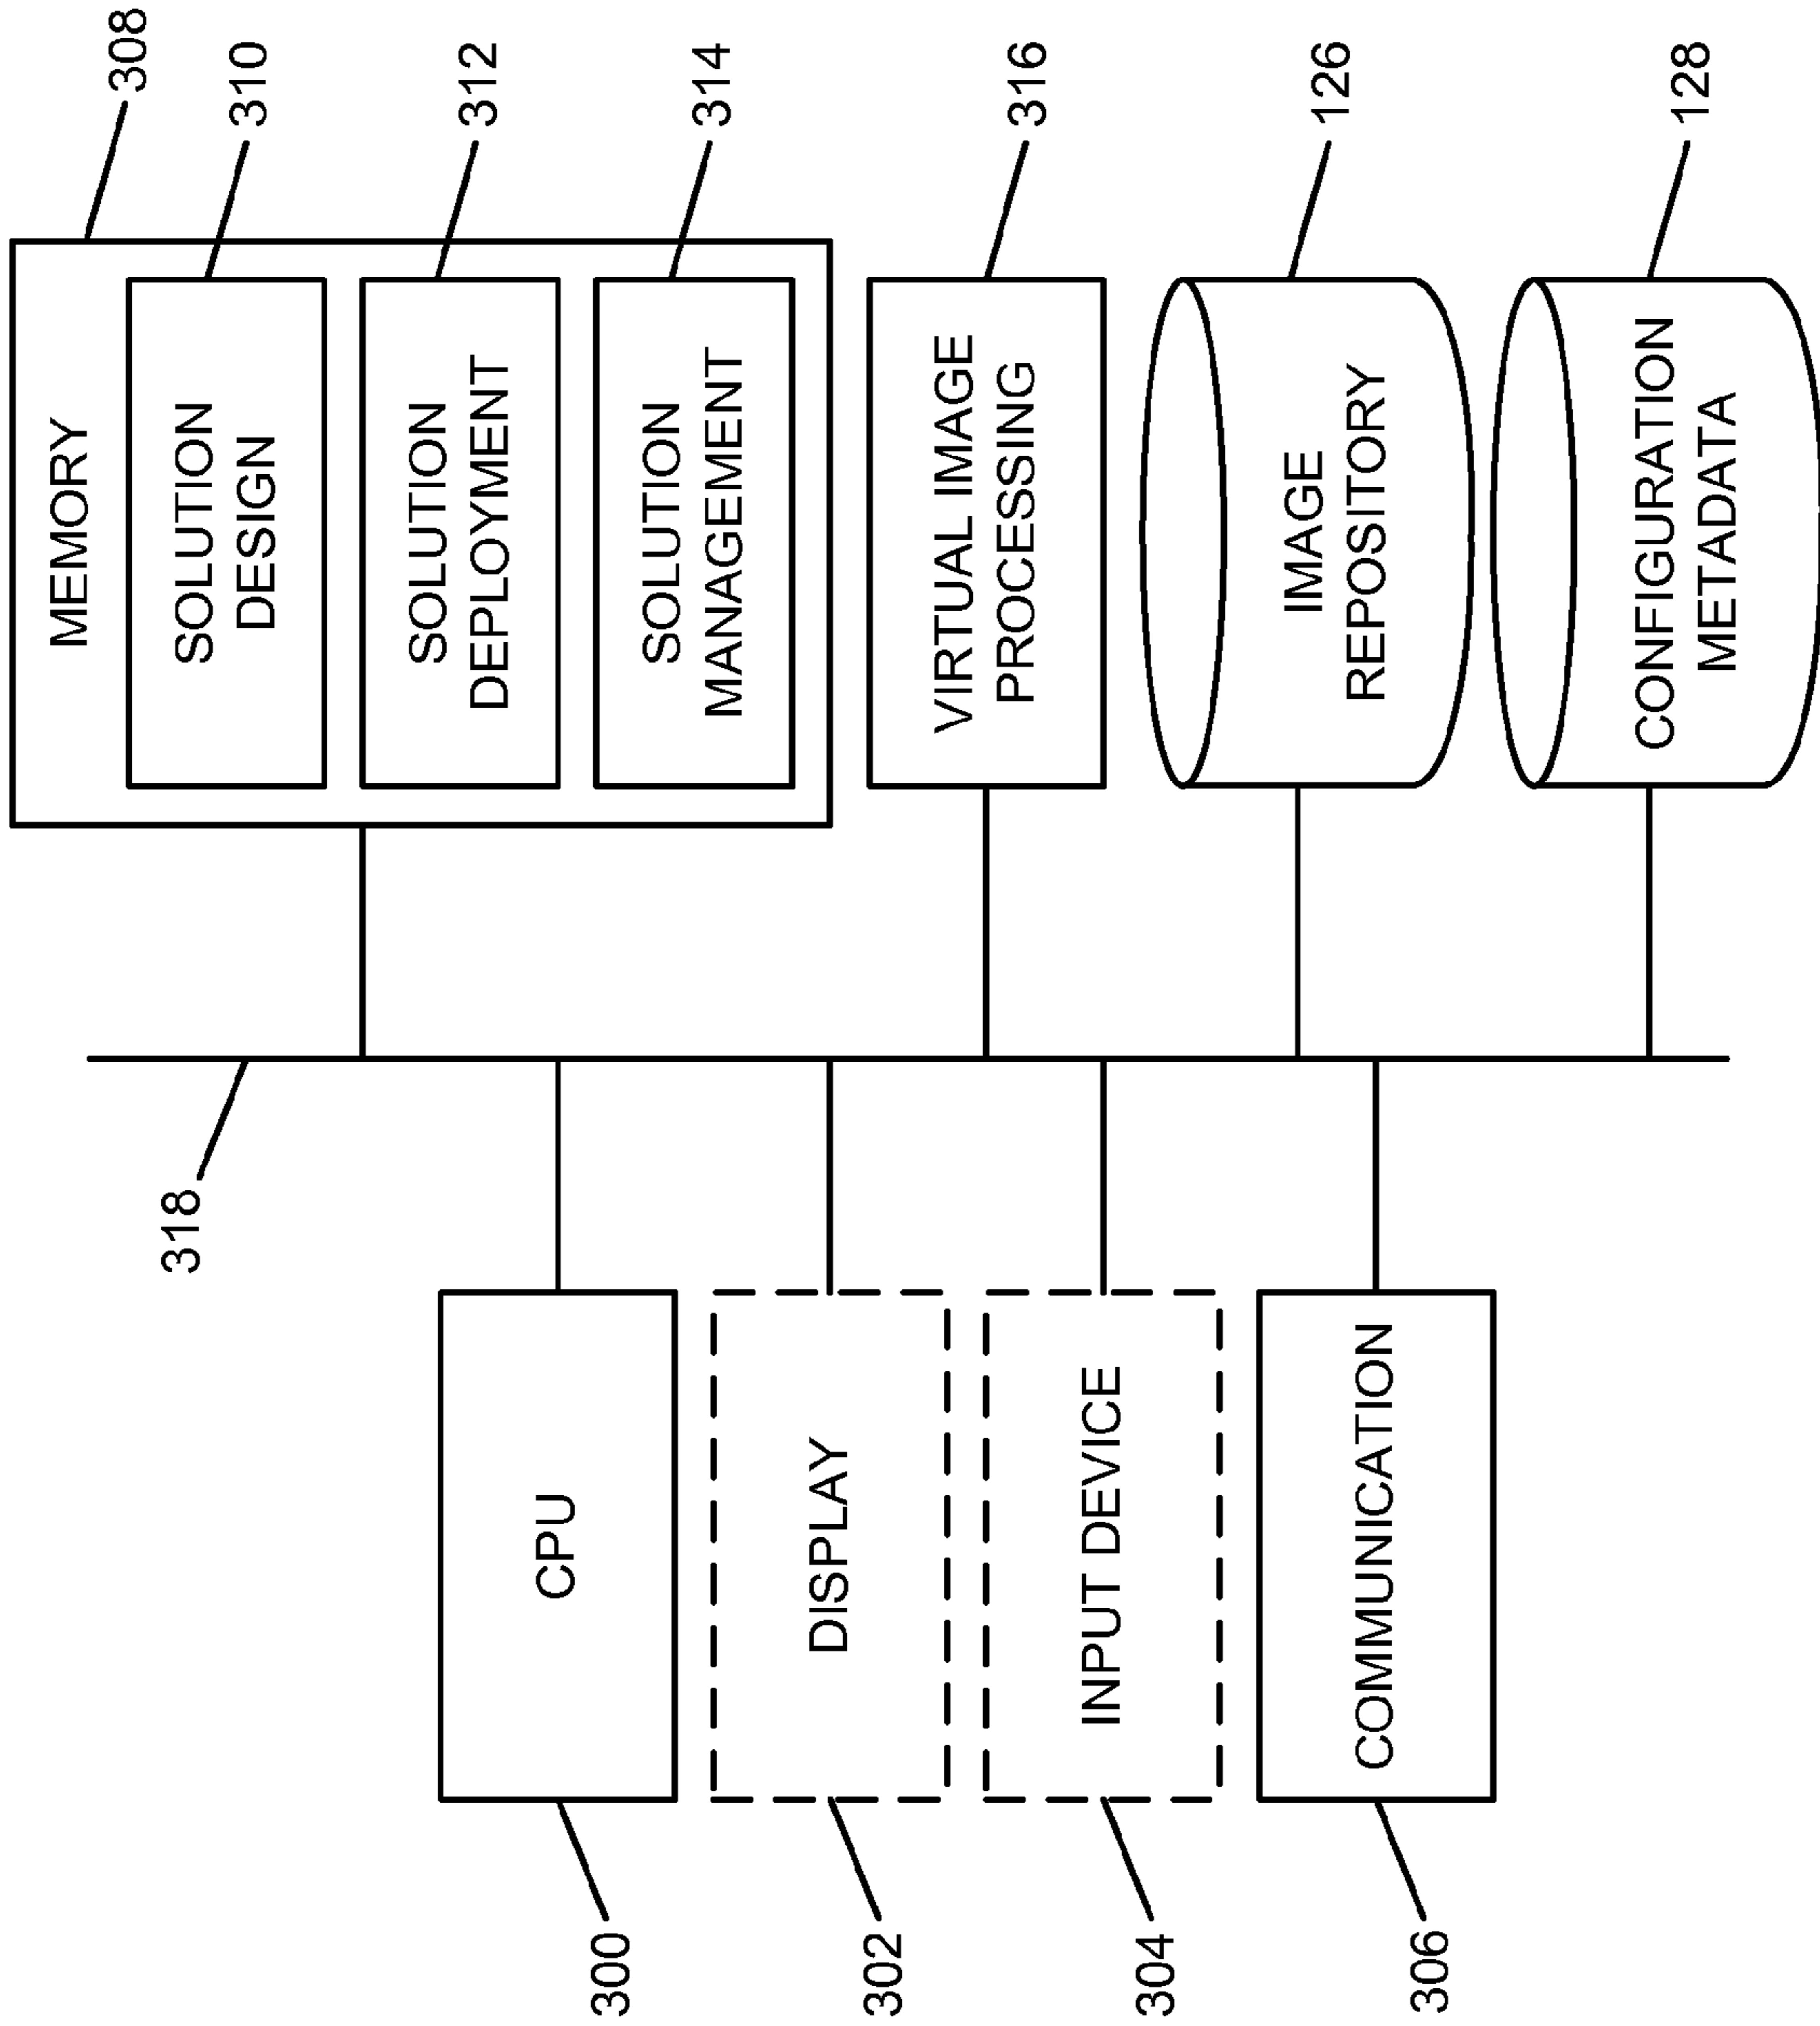 308
MEMORY
310
SOLUTION
DESIGN
312
SOLUTION
DEPLOYMENT
314
SOLUTION
MANAGEMENT
316
VIRTUAL IMAGE
PROCESSING
126
IMAGE
REPOSITORY
128
CONFIGURATION
METADATA
318
300
CPU
302
DISPLAY
304
INPUT DEVICE
306
COMMUNICATION